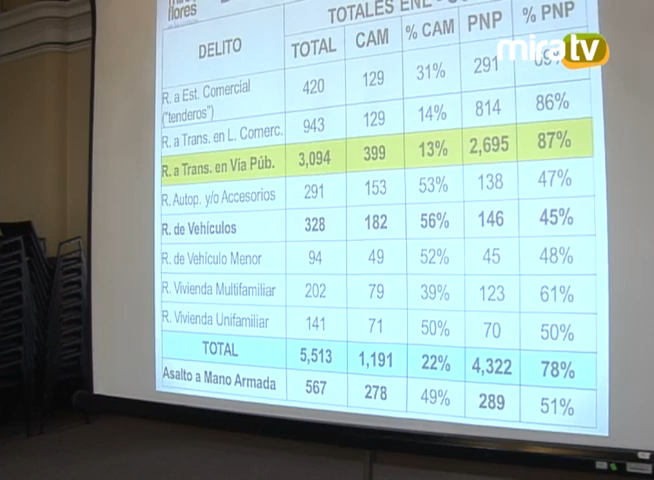 flores
TOTALES ENE -
DELITO TOTAL CAM % CAM PNP % PNP
R. a Est. Comercial ("tenderos") 420 129 31% 291
R. a Trans. en L. Comerc. 943 129 14% 814 86%
R. a Trans. en Vía Púb. 3,094 399 13% 2,695 87%
R. Autop. y/o Accesorios 291 153 53% 138 47%
R. de Vehículos 328 182 56% 146 45%
R. de Vehículo Menor 94 49 52% 45 48%
R. Vivienda Multifamiliar 202 79 39% 123 61%
R. Vivienda Unifamiliar 141 71 50% 70 50%
TOTAL 5,513 1,191 22% 4,322 78%
Asalto a Mano Armada 567 278 49% 289 51%
miratv